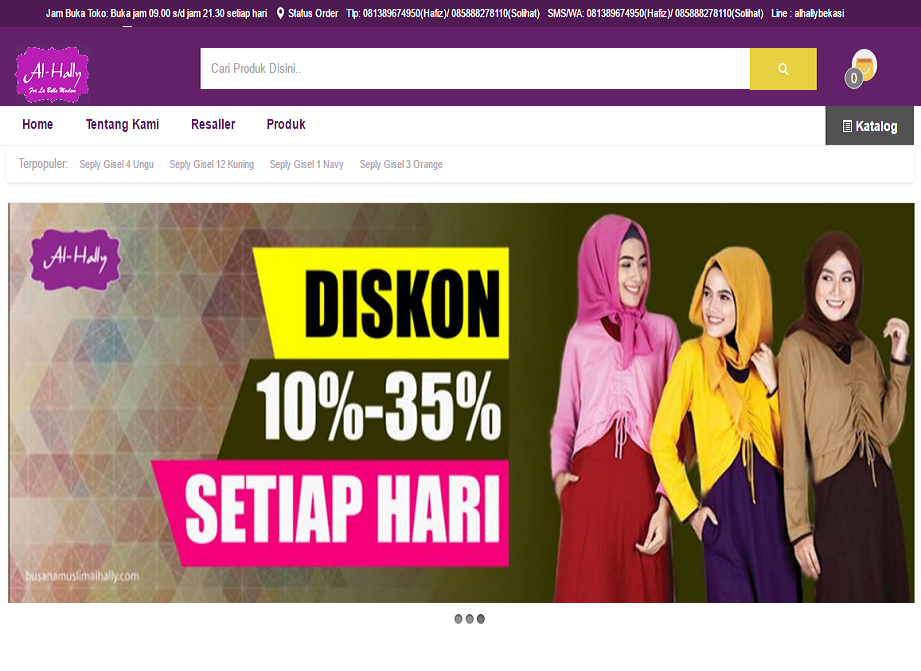 Jam Buka Toko: Buka jam 09.00 s/d jam 21.30 setiap hari Status Order Tlp: 081389674950(Hafiz)/ 085888278110(Solihat) SMS/WA: 081389674950(Hafiz)/ 085888278110(Solihat) Line : alhallybekasi
Al-Hally
For La Belle Moslem
Cari Produk Disini..
0
Home Tentang Kami Resaller Produk Katalog
Terpopuler: Seply Gisel 4 Ungu Seply Gisel 12 Kuning Seply Gisel 1 Navy Seply Gisel 3 Orange
Al-Hally
DISKON
10%-35%
SETIAP HARI
busanamuslimalhally.com